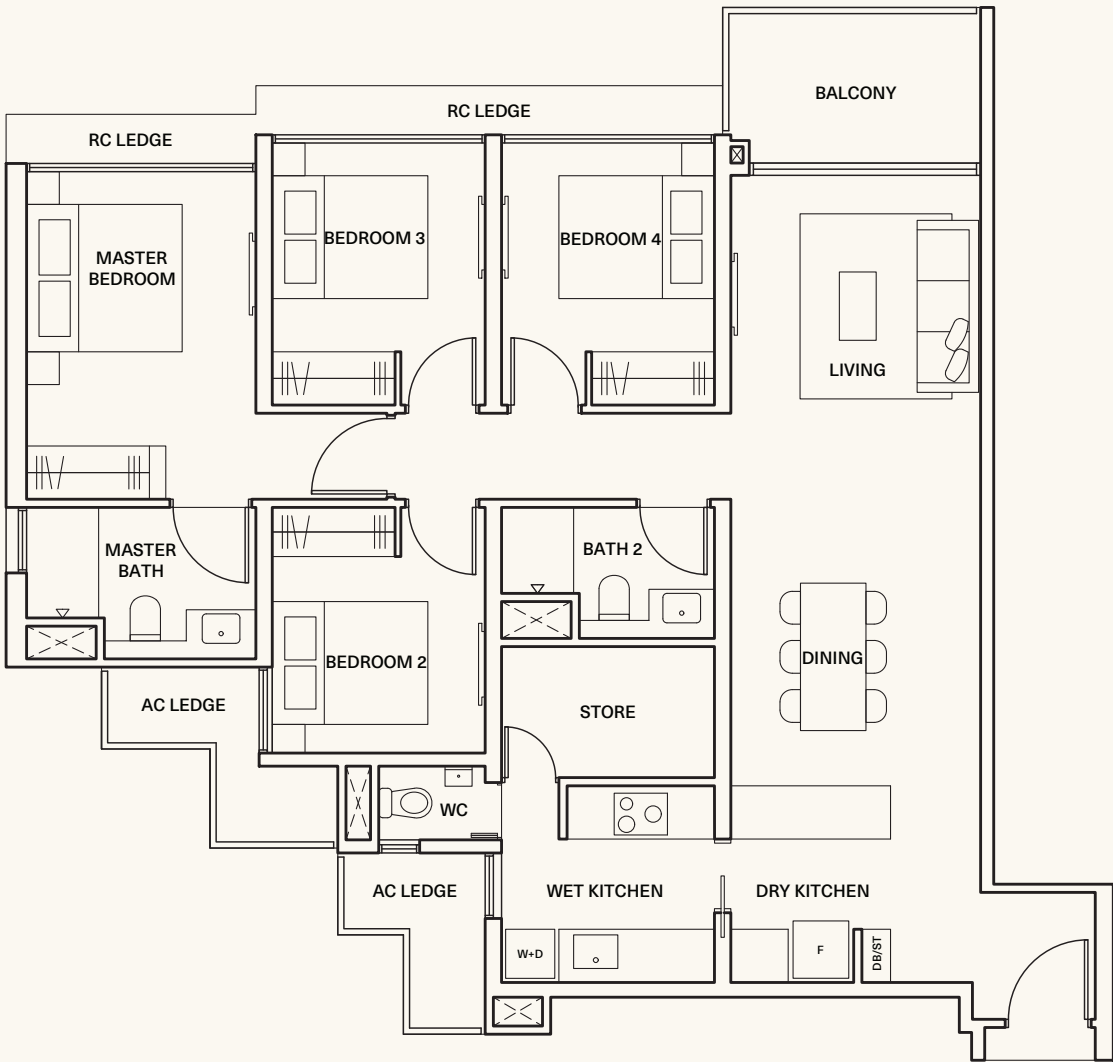 BALCONY
RC LEDGE
RC LEDGE
BEDROOM 3
BEDROOM 4
MASTER
BEDROOM
LIVING
MASTER
BATH
BATH 2
BEDROOM 2
DINING
AC LEDGE
STORE
WC
AC LEDGE
WET KITCHEN
DRY KITCHEN
W+D
F
DB/ST